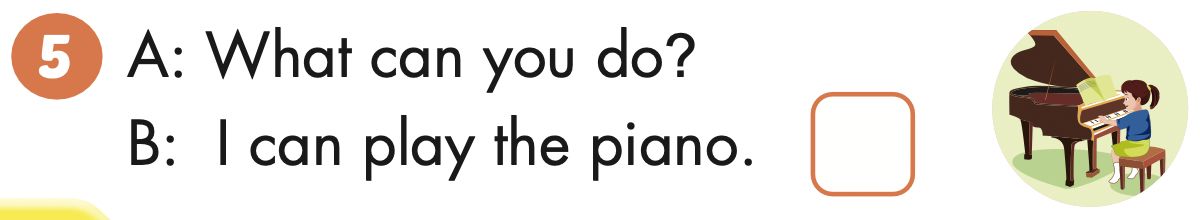 5 A: What can you do?
B: I can play the piano.